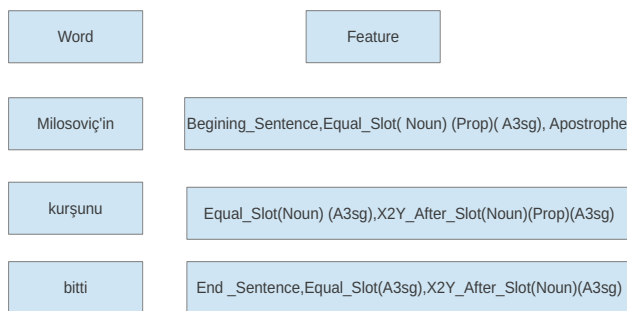 Word Feature
Milosoviç'in Begining_Sentence,Equal_Slot( Noun) (Prop)( A3sg), Apostrophe
kurşunu Equal_Slot(Noun) (A3sg),X2Y_After_Slot(Noun)(Prop)(A3sg)
bitti End _Sentence,Equal_Slot(A3sg),X2Y_After_Slot(Noun)(A3sg)